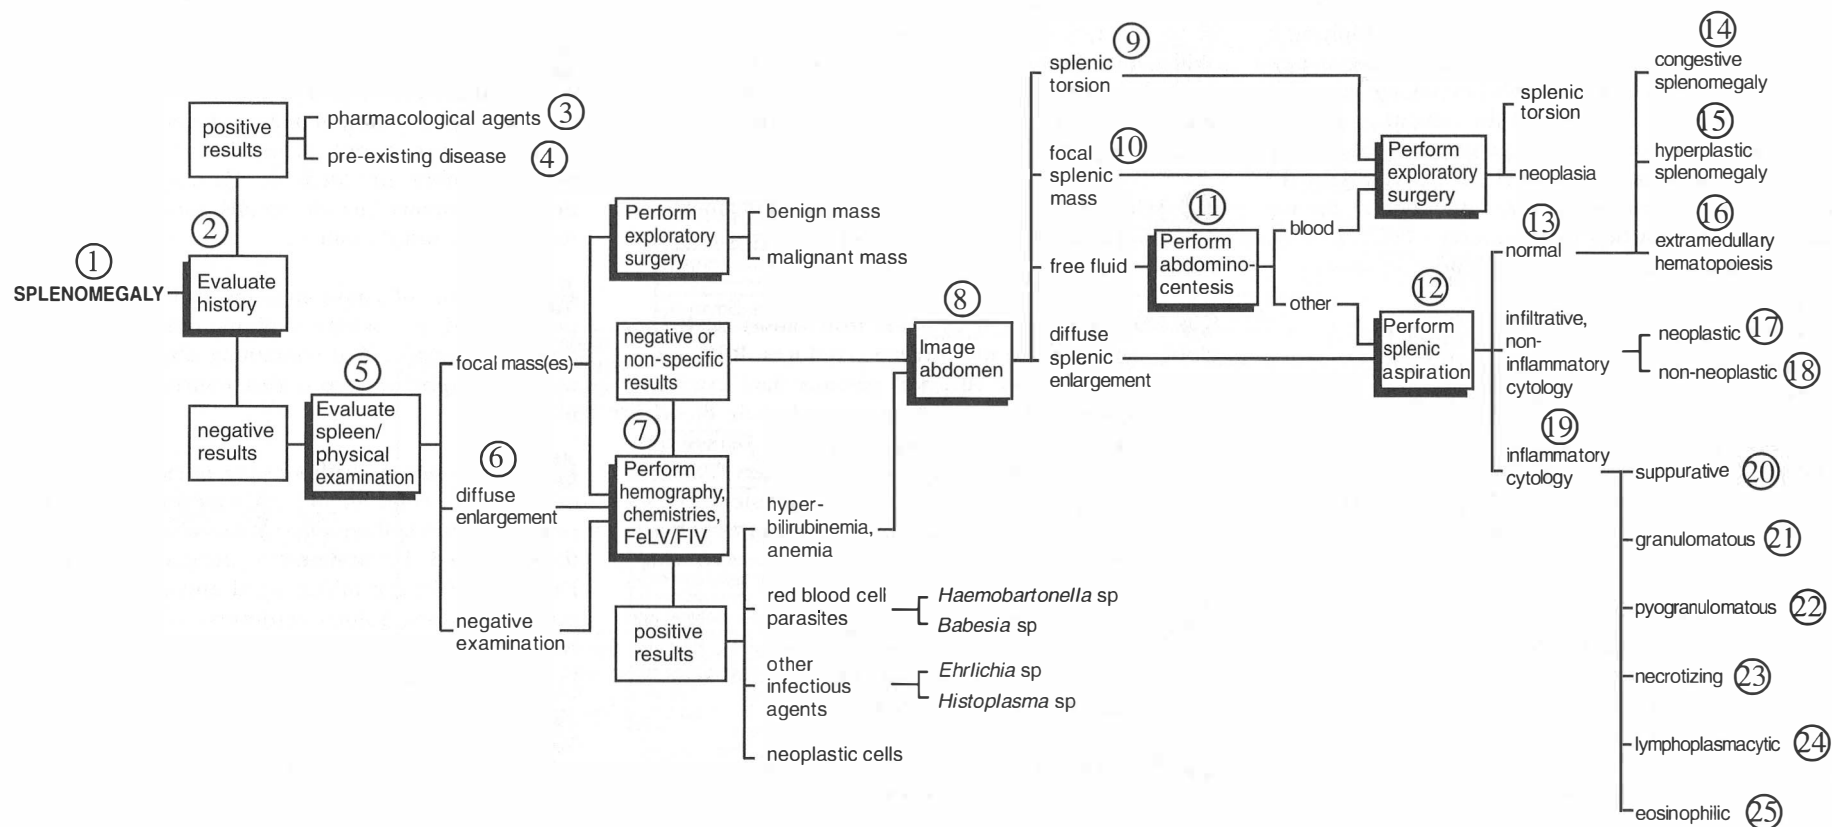 1
SPLENOMEGALY
2
Evaluate
history
positive
results
pharmacological agents 3
pre-existing disease 4
negative
results
5
Evaluate
spleen/
physical
examination
focal mass(es)
6
diffuse
enlargement
negative
examination
Perform
exploratory
surgery
benign mass
malignant mass
negative or
non-specific
results
7
Perform
hemography,
chemistries,
FeLV/FIV
positive
results
hyper-
bilirubinemia,
anemia
red blood cell
parasites
Haemobartonella sp
Babesia sp
other
infectious
agents
Ehrlichia sp
Histoplasma sp
neoplastic cells
8
Image
abdomen
9
splenic
torsion
10
focal
splenic
mass
free fluid
diffuse
splenic
enlargement
11
Perform
abdomino-
centesis
blood
other
Perform
exploratory
surgery
splenic
torsion
neoplasia
12
Perform
splenic
aspiration
13
normal
14
congestive
splenomegaly
15
hyperplastic
splenomegaly
16
extramedullary
hematopoiesis
infiltrative,
non-
inflammatory
cytology
neoplastic 17
non-neoplastic 18
19
inflammatory
cytology
suppurative 20
granulomatous 21
pyogranulomatous 22
necrotizing 23
lymphoplasmacytic 24
eosinophilic 25